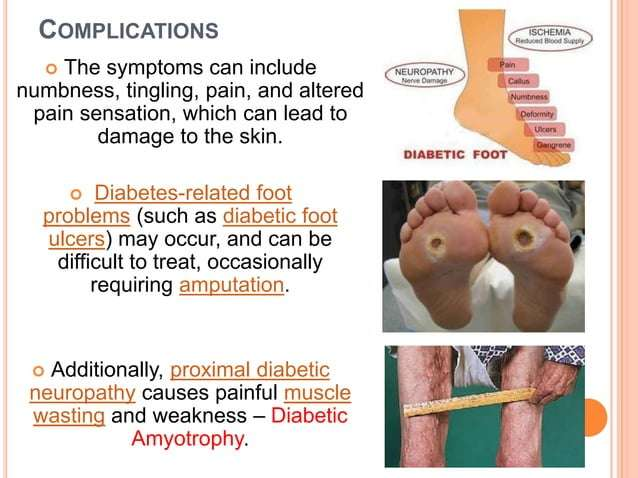 COMPLICATIONS
The symptoms can include
numbness, tingling, pain, and altered
pain sensation, which can lead to
damage to the skin.
Diabetes-related foot
problems (such as diabetic foot
ulcers) may occur, and can be
difficult to treat, occasionally
requiring amputation.
Additionally, proximal diabetic
neuropathy causes painful muscle
wasting and weakness – Diabetic
Amyotrophy.
ISCHEMIA
Reduced Blood Supply
NEUROPATHY
Nerve Damage
Pain
Callus
Numbness
Deformity
Ulcers
Gangrene
DIABETIC FOOT